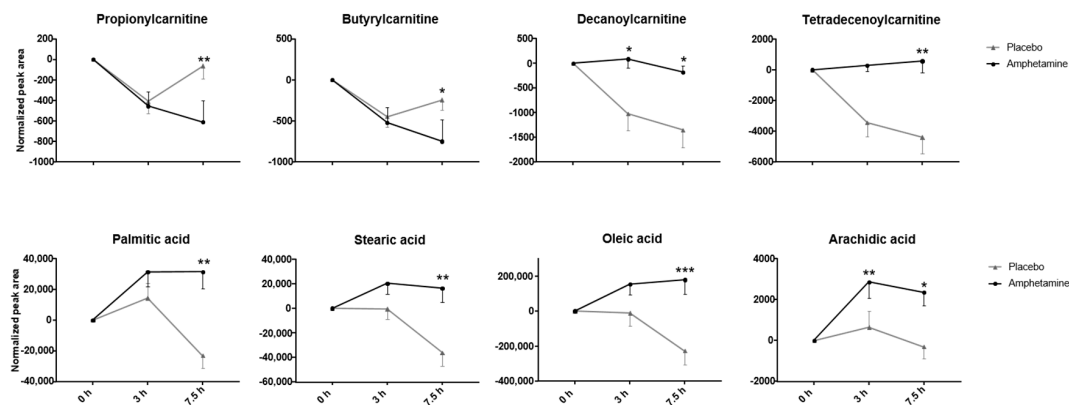 Propionylcarnitine
Butyrylcarnitine
Decanoylcarnitine
Tetradecenoylcarnitine
Normalized peak area
200
0
-200
-400
-600
-800
-1000
**
500
0
-500
-1000
*
500
0
-500
-1000
-1500
-2000
*
*
4000
2000
0
-2000
-4000
-6000
**
Placebo
Amphetamine
Palmitic acid
Stearic acid
Oleic acid
Arachidic acid
Normalized peak area
40,000
20,000
0
-20,000
-40,000
**
0 h
3 h
7.5 h
40,000
20,000
0
-20,000
-40,000
-60,000
**
0 h
3 h
7.5 h
200,000
0
-200,000
-400,000
***
0 h
3 h
7.5 h
4000
2000
0
-2000
**
*
0 h
3 h
7.5 h
Placebo
Amphetamine